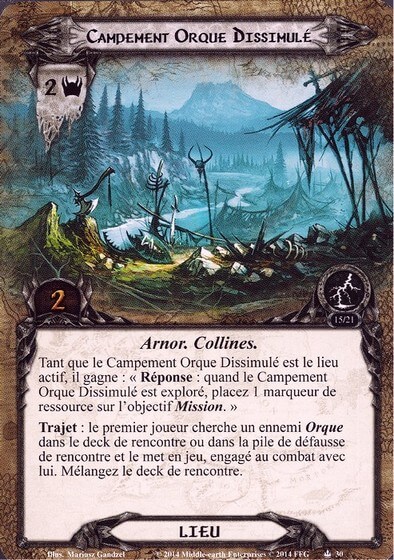 Campement Orque Dissimulé
2
2
15/21
Arnor. Collines.
Tant que le Campement Orque Dissimulé est le lieu
actif, il gagne : « Réponse : quand le Campement
Orque Dissimulé est exploré, placez 1 marqueur de
ressource sur l'objectif Mission. »
Trajet : le premier joueur cherche un ennemi Orque
dans le deck de rencontre ou dans la pile de défausse
de rencontre et le met en jeu, engagé au combat avec
lui. Mélangez le deck de rencontre.
LIEU
Illus. Mariusz Gandzel
© 2014 Middle-earth Enterprises © 2014 FFG
30